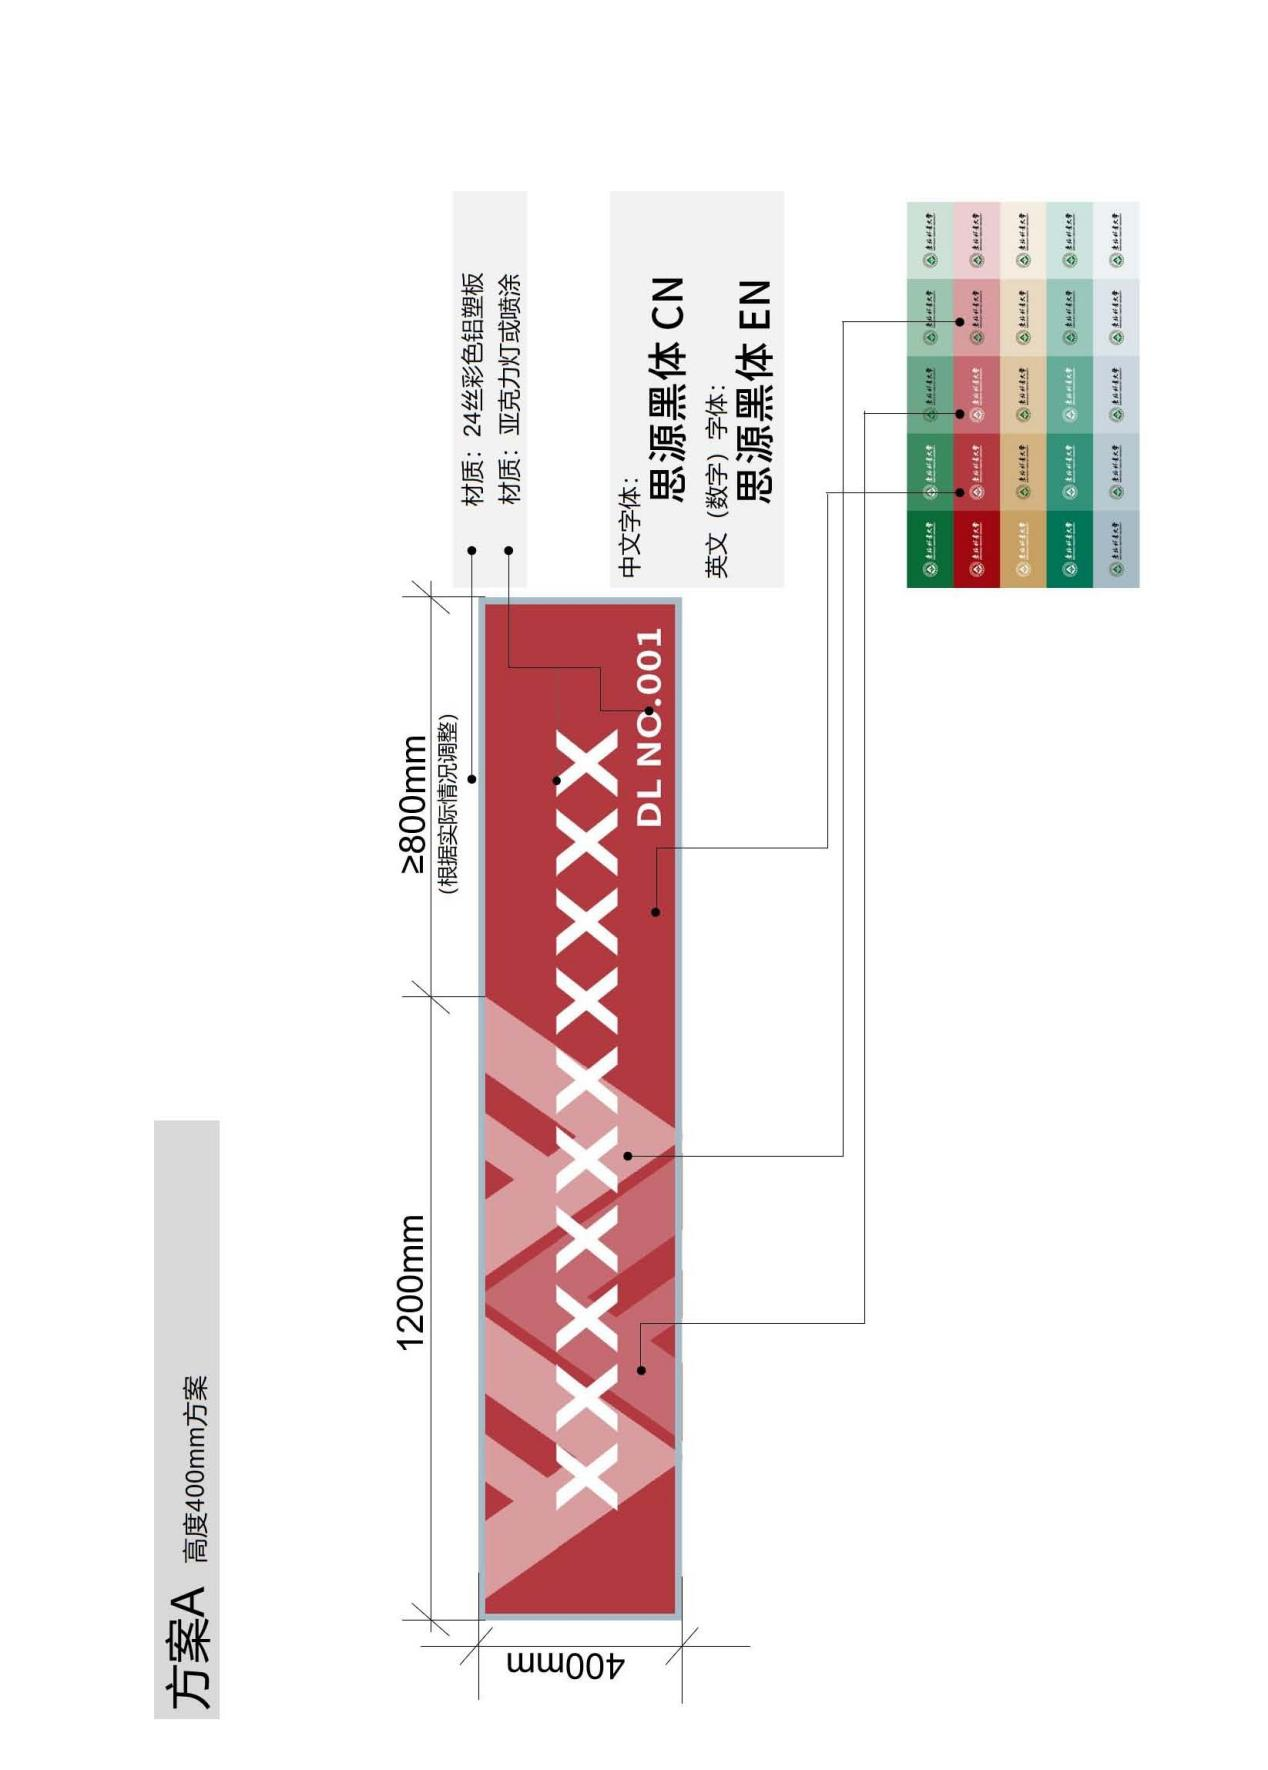 方案A 高度400mm方案
1200mm
≥800mm
(根据实际情况调整)
400mm
XXXXXXXXXX
DL NO.001
材质：24丝彩色铝塑板
材质：亚克力灯或喷涂
中文字体：
思源黑体 CN
英文（数字）字体：
思源黑体 EN